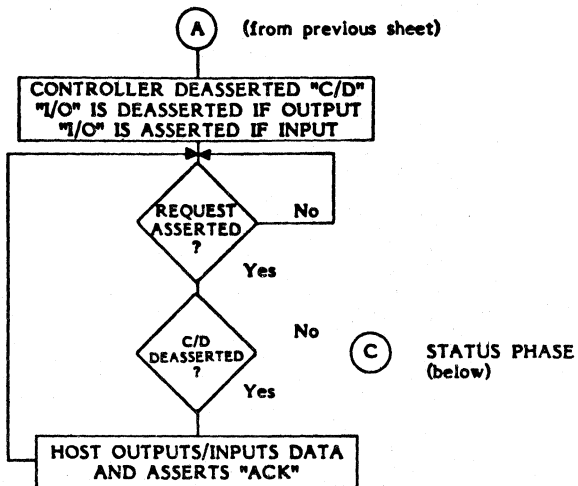 A (from previous sheet)
CONTROLLER DEASSERTED "C/D"
"I/O" IS DEASSERTED IF OUTPUT
"I/O" IS ASSERTED IF INPUT
REQUEST
ASSERTED
?
No
Yes
C/D
DEASSERTED
?
No
C
STATUS PHASE
(below)
Yes
HOST OUTPUTS/INPUTS DATA
AND ASSERTS "ACK"